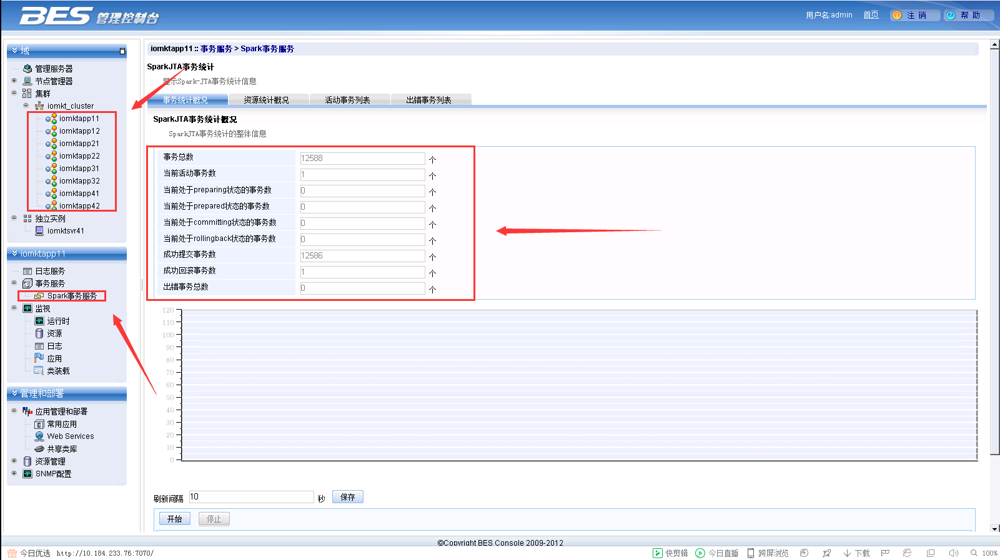 BES 管理控制台
用户名:admin 首页 注 销 帮 助
域
管理服务器
节点管理器
集群
iomkt_cluster
iomktapp11
iomktapp12
iomktapp21
iomktapp22
iomktapp31
iomktapp32
iomktapp41
iomktapp42
独立实例
iomktsvr41
iomktapp11
日志服务
事务服务
Spark事务服务
监视
运行时
资源
日志
应用
类装载
管理和部署
应用管理和部署
常用应用
Web Services
共享类库
资源管理
SNMP配置
iomktapp11 :: 事务服务 > Spark事务服务
SparkJTA事务统计
显示Spark-JTA事务统计信息
事务统计概况 资源统计概况 活动事务列表 出错事务列表
SparkJTA事务统计概况
SparkJTA事务统计的整体信息
事务总数 12588 个
当前活动事务数 1 个
当前处于preparing状态的事务数 0 个
当前处于prepared状态的事务数 0 个
当前处于committing状态的事务数 0 个
当前处于rollingback状态的事务数 0 个
成功提交事务数 12586 个
成功回滚事务数 1 个
出错事务总数 0 个
120
110
100
90
80
70
60
50
40
30
20
10
0
刷新间隔 10 秒 保存
开始 停止
©Copyright BES Console 2009-2012
今日优选 http://10.184.233.76:7070/ 快剪辑 今日直播 跨屏浏览 下载 100%